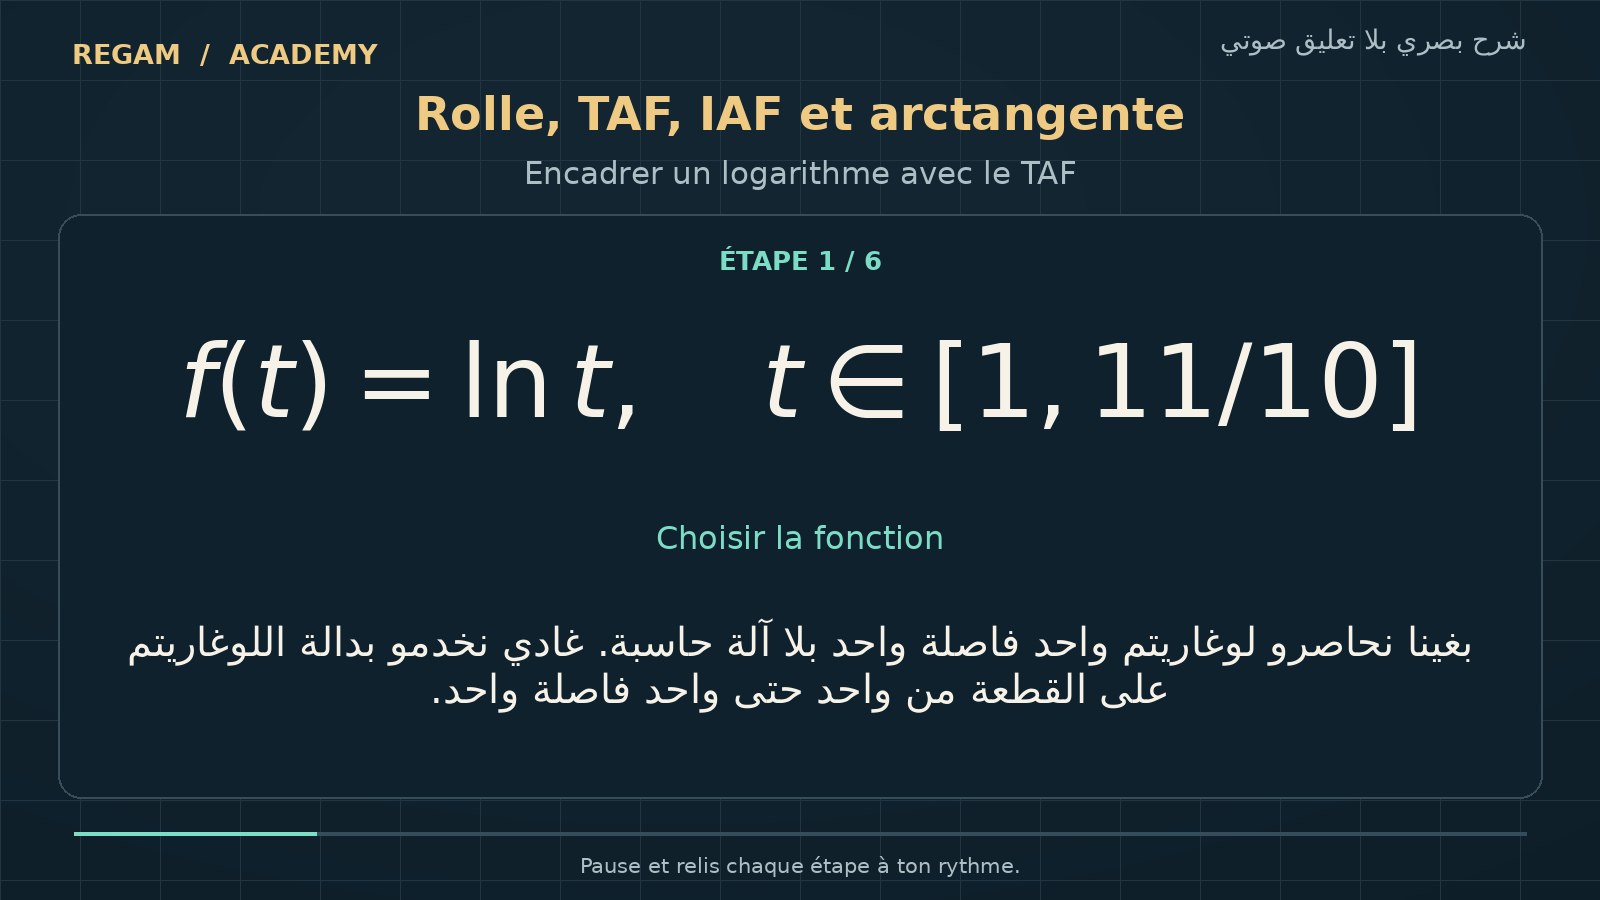 REGAM / ACADEMY
شرح بصري بلا تعليق صوتي
Rolle, TAF, IAF et arctangente
Encadrer un logarithme avec le TAF
ÉTAPE 1 / 6
f(t) = ln t, t ∈ [1, 11/10]
Choisir la fonction
بغينا نحاصرو لوغاريتم واحد فاصلة واحد بلا آلة حاسبة. غادي نخدمو بدالة اللوغاريتم
على القطعة من واحد حتى واحد فاصلة واحد.
Pause et relis chaque étape à ton rythme.